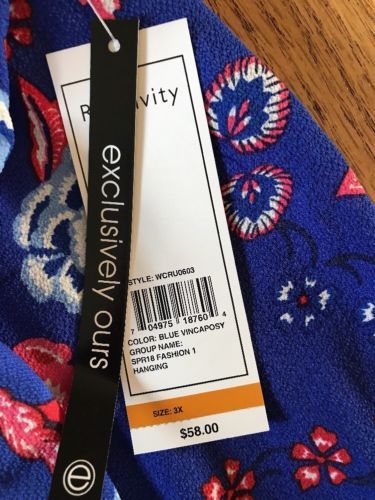 exclusively ours
STYLE: WCRU0603
7 04975 18760 4
COLOR: BLUE VINCAPOSY
GROUP NAME:
SPR18 FASHION 1
HANGING
SIZE: 3X
$58.00